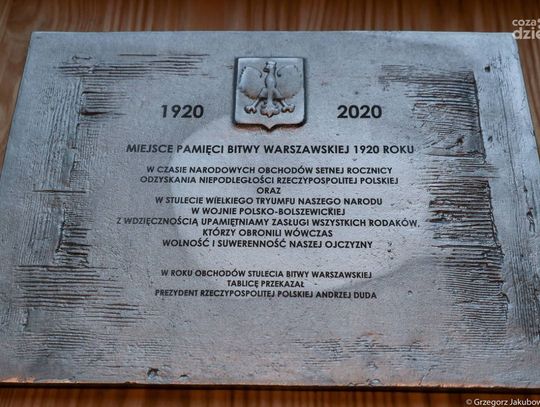 coza
dzie
1920 2020
MIEJSCE PAMIĘCI BITWY WARSZAWSKIEJ 1920 ROKU
W CZASIE NARODOWYCH OBCHODÓW SETNEJ ROCZNICY
ODZYSKANIA NIEPODLEGŁOŚCI RZECZYPOSPOLITEJ POLSKIEJ
ORAZ
W STULECIE WIELKIEGO TRYUMFU NASZEGO NARODU
W WOJNIE POLSKO-BOLSZEWICKIEJ
Z WDZIĘCZNOŚCIĄ UPAMIĘTNIAMY ZASŁUGI WSZYSTKICH RODAKÓW,
KTÓRZY OBRONILI WÓWCZAS
WOLNOŚĆ I SUWERENNOŚĆ NASZEJ OJCZYZNY
W ROKU OBCHODÓW STULECIA BITWY WARSZAWSKIEJ
TABLICĘ PRZEKAZAŁ
PREZYDENT RZECZYPOSPOLITEJ POLSKIEJ ANDRZEJ DUDA
© Grzegorz Jakubow